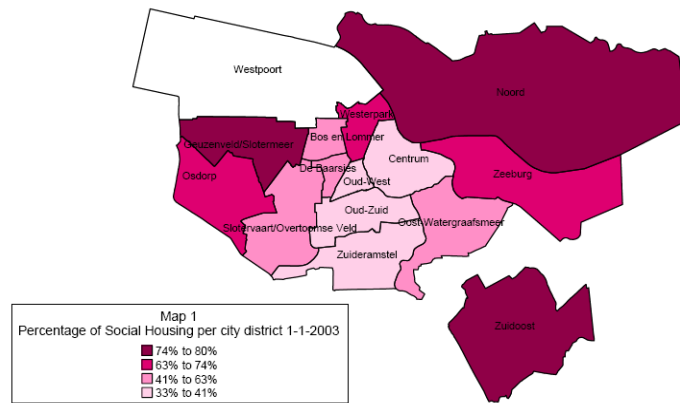 Westpoort
Noord
Westerpark
Geuzenveld/Slotermeer
Bos en Lommer
Centrum
De Baarsjes
Osdorp
Oud-West
Zeeburg
Oud-Zuid
Slotervaart/Overtoomse Veld
Oost-Watergraafsmeer
Zuideramstel
Zuidoost
Map 1
Percentage of Social Housing per city district 1-1-2003
74% to 80%
63% to 74%
41% to 63%
33% to 41%